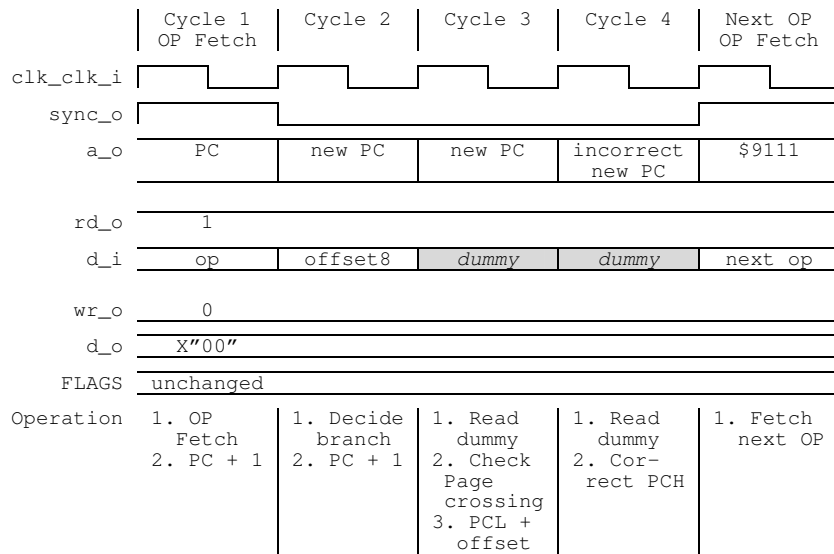 Cycle 1 Cycle 2 Cycle 3 Cycle 4 Next OP
OP Fetch OP Fetch
clk_clk_i
sync_o
a_o PC new PC new PC incorrect $9111
new PC
rd_o 1
d_i op offset8 dummy dummy next op
wr_o 0
d_o X"00"
FLAGS unchanged
Operation 1. OP 1. Decide 1. Read 1. Read 1. Fetch
Fetch branch dummy dummy next OP
2. PC + 1 2. PC + 1 2. Check 2. Cor-
Page rect PCH
crossing
3. PCL +
offset